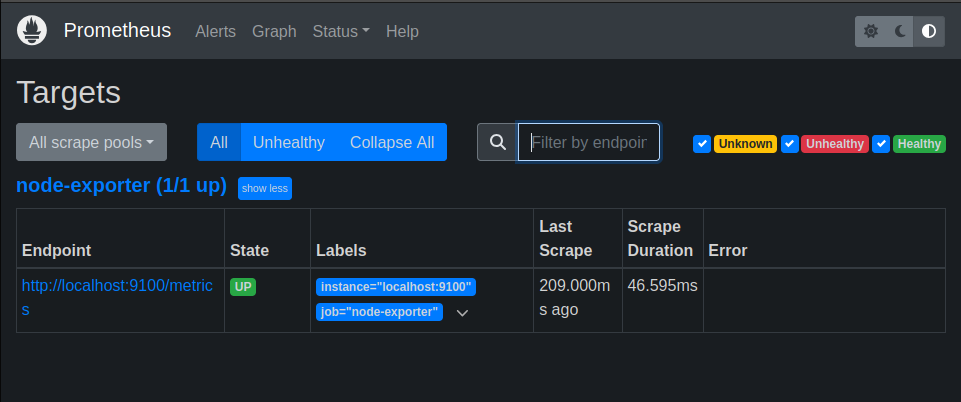 Prometheus Alerts Graph Status Help
Targets
All scrape pools All Unhealthy Collapse All Filter by endpoin Unknown Unhealthy Healthy
node-exporter (1/1 up) show less
Endpoint State Labels Last Scrape Scrape Duration Error
http://localhost:9100/metrics UP instance="localhost:9100" job="node-exporter" 209.000ms ago 46.595ms